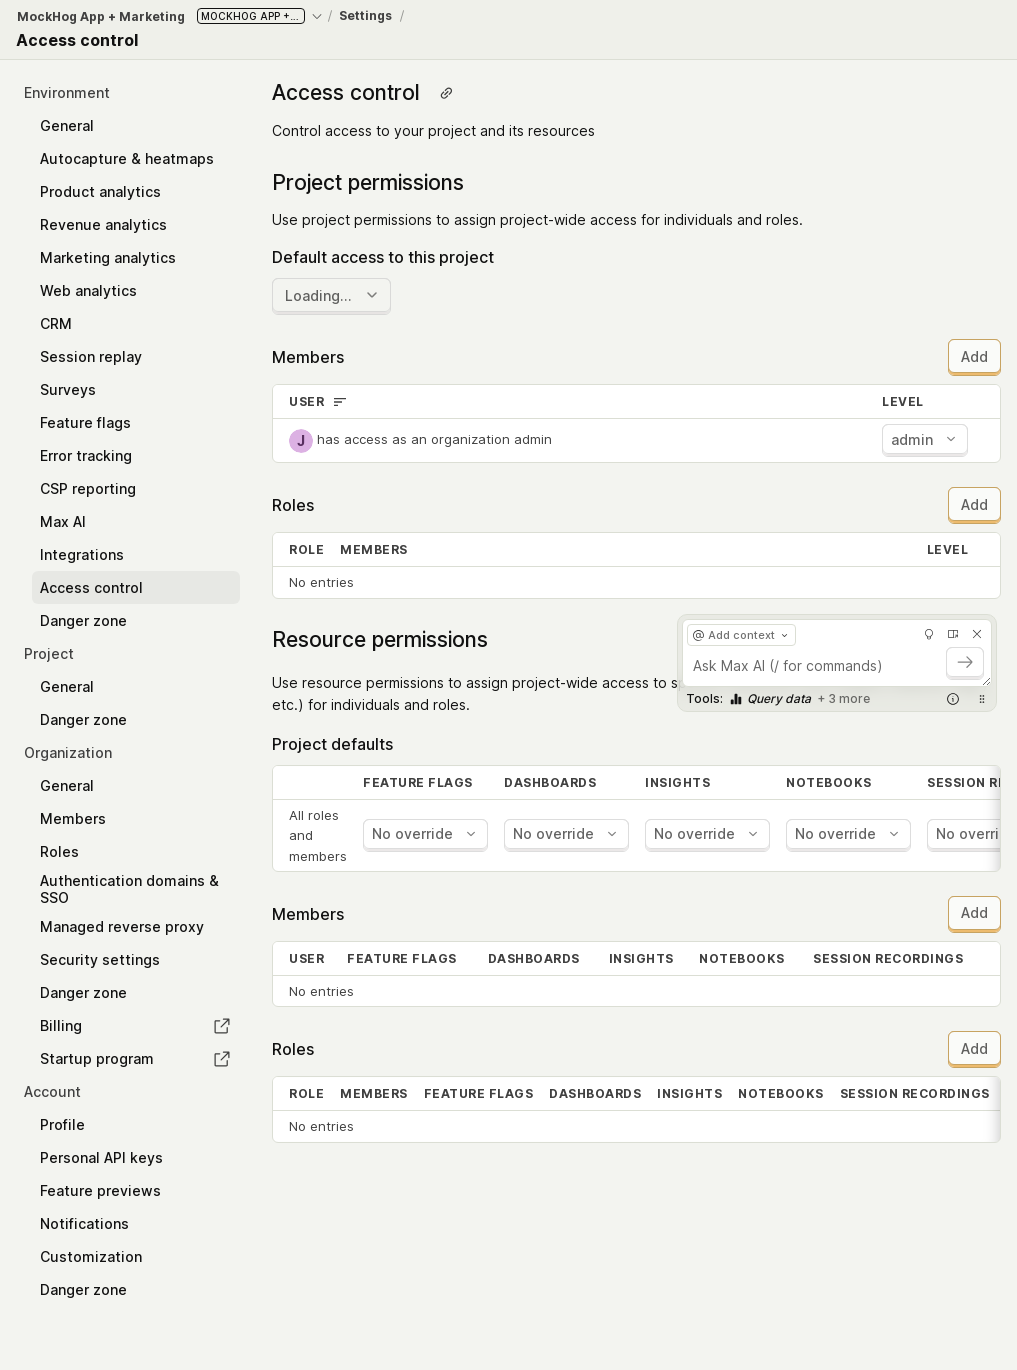 MockHog App + Marketing MOCKHOG APP +... / Settings /
Access control
Environment
General
Autocapture & heatmaps
Product analytics
Revenue analytics
Marketing analytics
Web analytics
CRM
Session replay
Surveys
Feature flags
Error tracking
CSP reporting
Max AI
Integrations
Access control
Danger zone
Project
General
Danger zone
Organization
General
Members
Roles
Authentication domains &
SSO
Managed reverse proxy
Security settings
Danger zone
Billing
Startup program
Account
Profile
Personal API keys
Feature previews
Notifications
Customization
Danger zone
Access control
Control access to your project and its resources
Project permissions
Use project permissions to assign project-wide access for individuals and roles.
Default access to this project
Loading...
Members Add
USER LEVEL
J has access as an organization admin admin
Roles Add
ROLE MEMBERS LEVEL
No entries
Resource permissions
Use resource permissions to assign project-wide access to s
etc.) for individuals and roles.
@ Add context
Ask Max AI (/ for commands)
Tools: Query data + 3 more
Project defaults
FEATURE FLAGS DASHBOARDS INSIGHTS NOTEBOOKS SESSION RE
All roles
and
members
No override No override No override No override No overri
Members Add
USER FEATURE FLAGS DASHBOARDS INSIGHTS NOTEBOOKS SESSION RECORDINGS
No entries
Roles Add
ROLE MEMBERS FEATURE FLAGS DASHBOARDS INSIGHTS NOTEBOOKS SESSION RECORDINGS
No entries